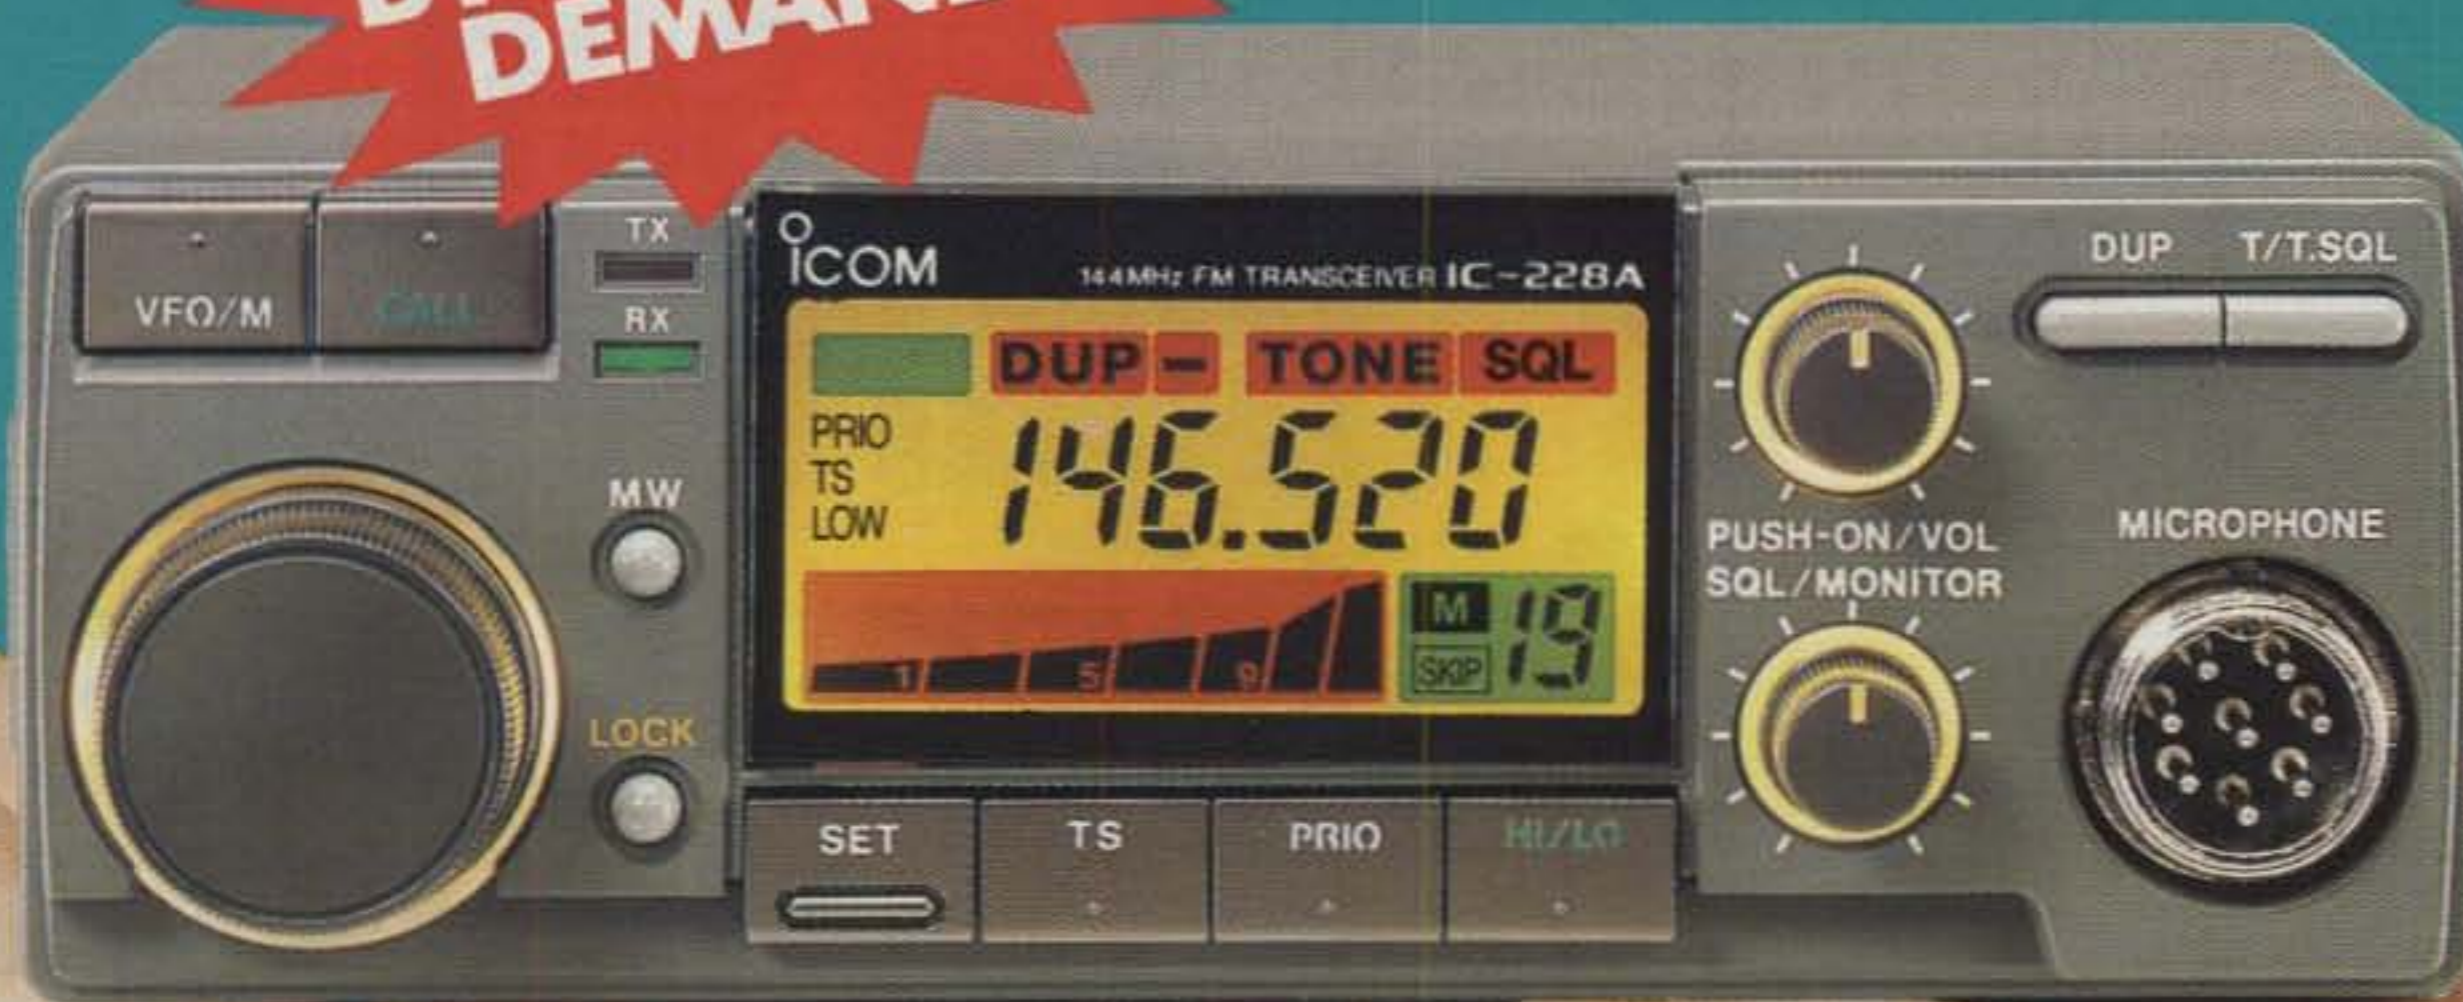 DEMAND
TX
VFO/M
CALL
RX
MW
LOCK
ICOM
144MHz FM TRANSCEIVER IC-228A
DUP - TONE SQL
PRIO
TS
LOW
146.520
1 5 9
M
SKIP
19
SET
TS
PRIO
HI/LO
DUP
T/T.SQL
PUSH-ON/VOL
SQL/MONITOR
MICROPHONE